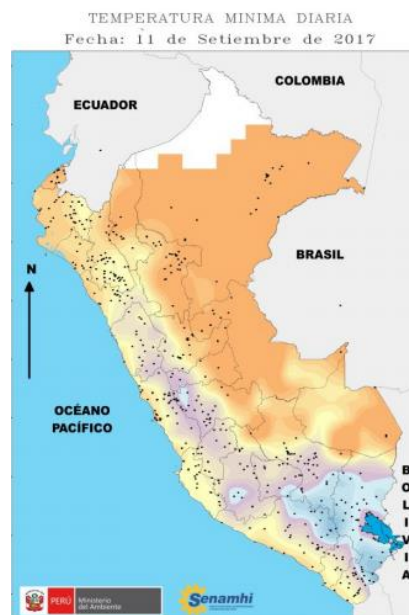 TEMPERATURA MINIMA DIARIA
Fecha: 11 de Setiembre de 2017
COLOMBIA
ECUADOR
BRASIL
N
OCÉANO
PACÍFICO
BOLIVIA
PERÚ
Ministerio
del Ambiente
Senamhi